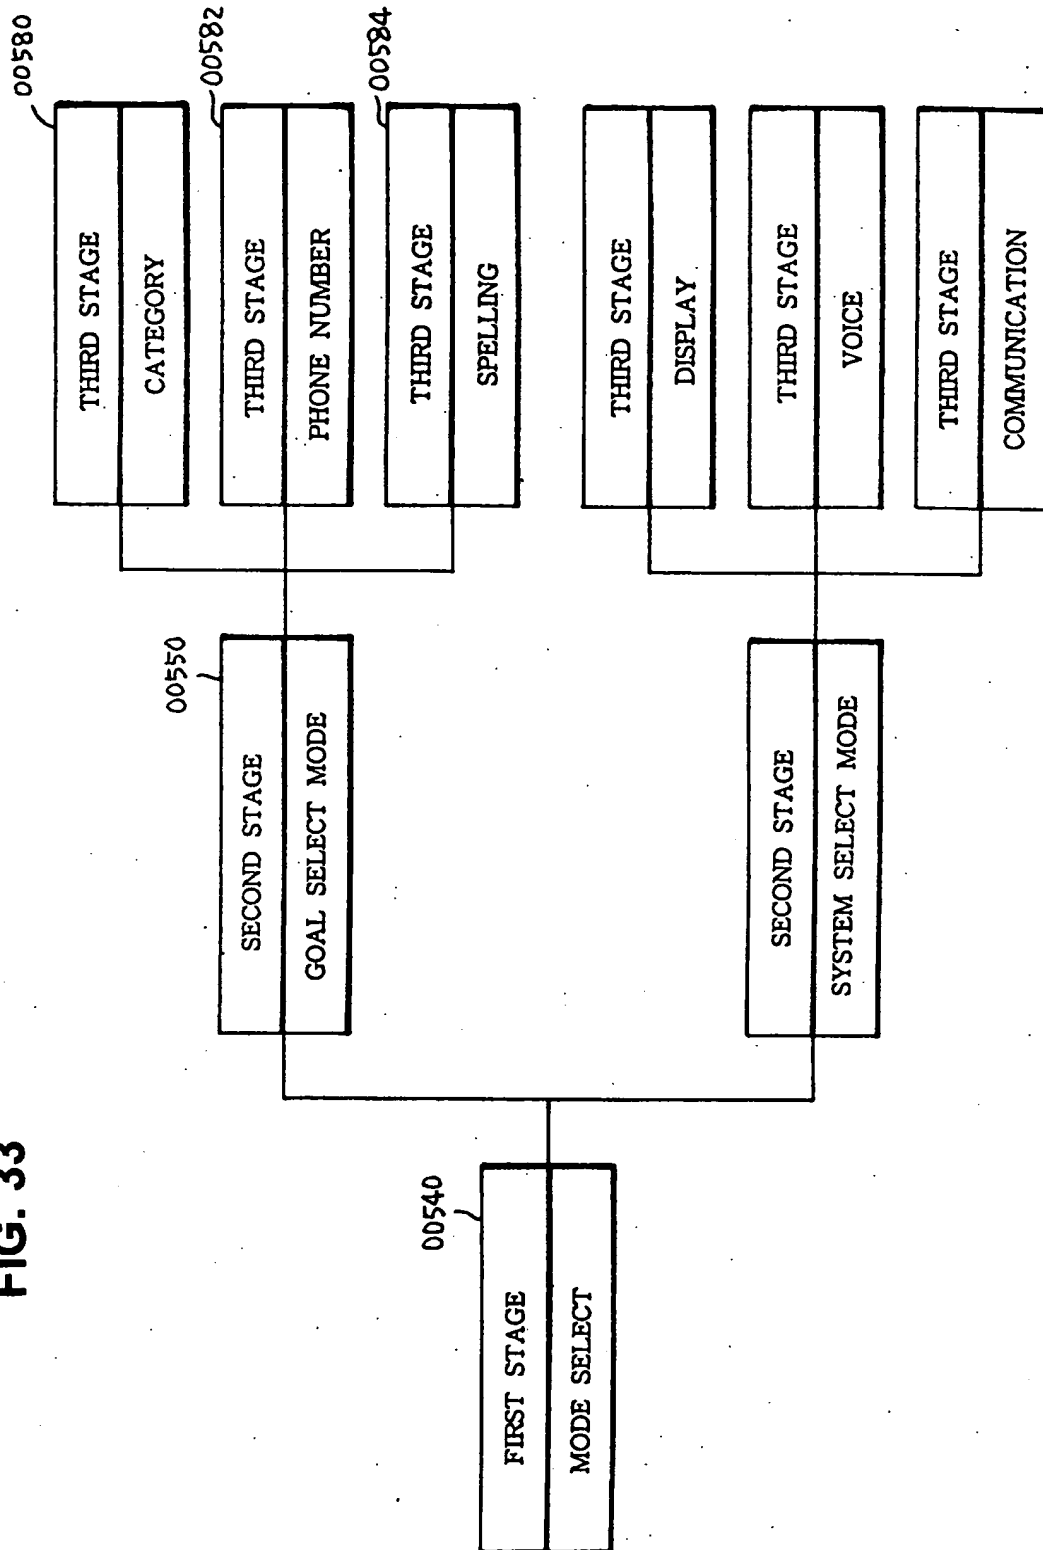 FIG. 33
00540
FIRST STAGE
MODE SELECT
00550
SECOND STAGE
GOAL SELECT MODE
SECOND STAGE
SYSTEM SELECT MODE
00580
THIRD STAGE
CATEGORY
00582
THIRD STAGE
PHONE NUMBER
00584
THIRD STAGE
SPELLING
THIRD STAGE
DISPLAY
THIRD STAGE
VOICE
THIRD STAGE
COMMUNICATION